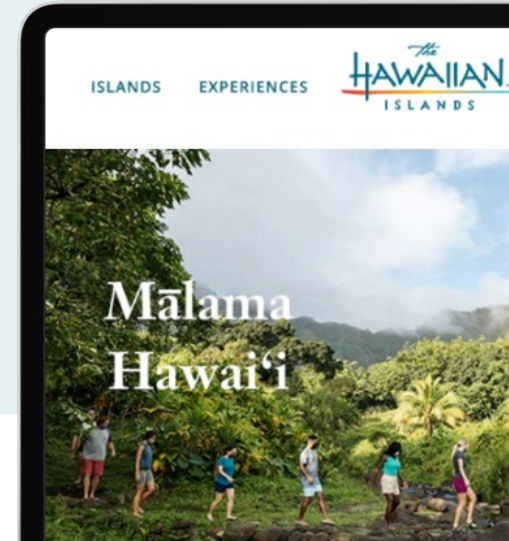 ISLANDS EXPERIENCES
The
HAWAIIAN
ISLANDS
Mālama
Hawaiʻi